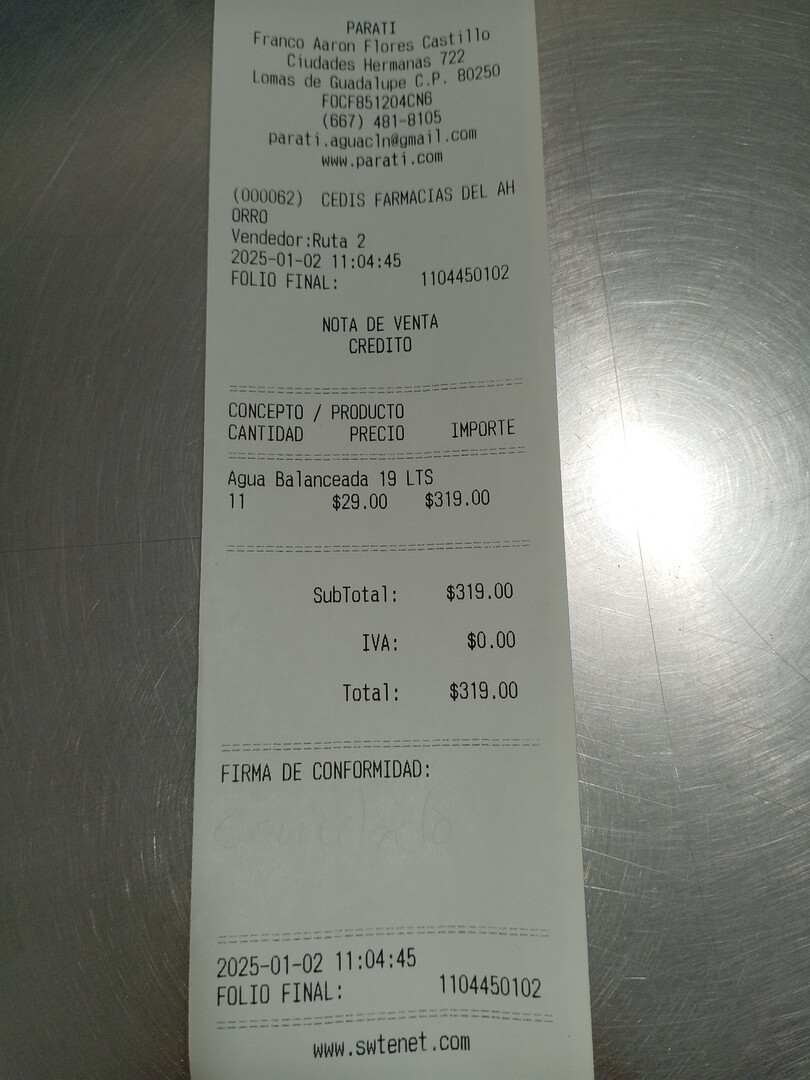 PARATI
Franco Aaron Flores Castillo
Ciudades Hermanas 722
Lomas de Guadalupe C.P. 80250
FOCF851204CN6
(667) 481-8105
parati.aguacln@gmail.com
www.parati.com
(000062) CEDIS FARMACIAS DEL AH
ORRO
Vendedor:Ruta 2
2025-01-02 11:04:45
FOLIO FINAL: 1104450102
NOTA DE VENTA
CREDITO
CONCEPTO / PRODUCTO
CANTIDAD PRECIO IMPORTE
Agua Balanceada 19 LTS
11 $29.00 $319.00
SubTotal: $319.00
IVA: $0.00
Total: $319.00
FIRMA DE CONFORMIDAD:
2025-01-02 11:04:45
FOLIO FINAL: 1104450102
www.swtenet.com